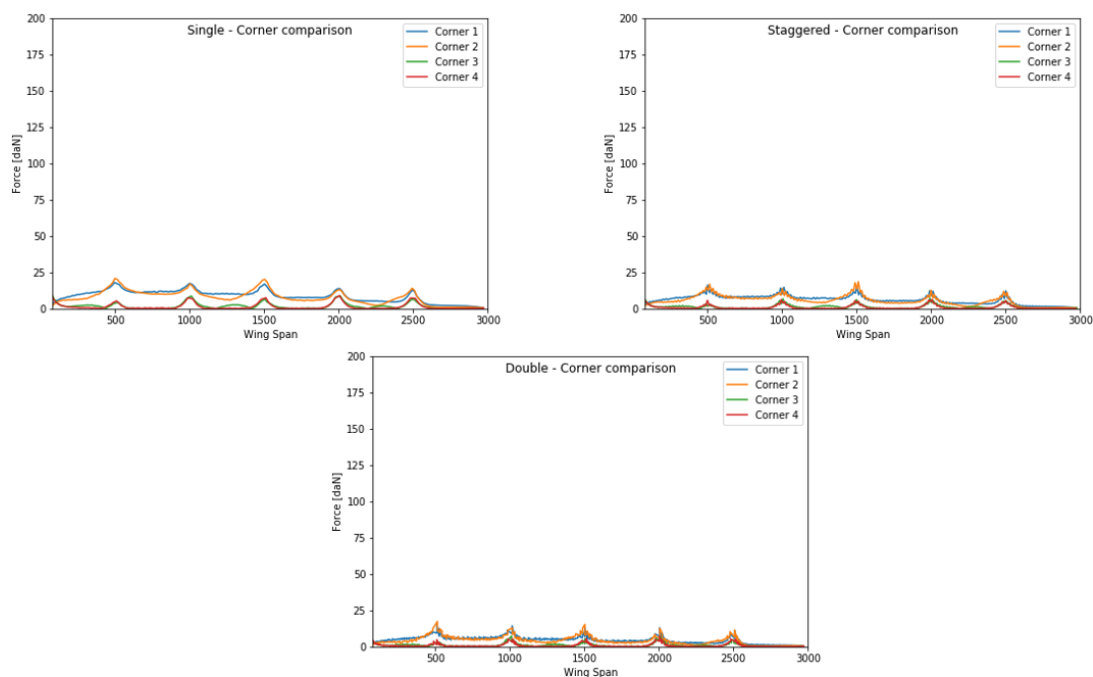 Single - Corner comparison
Corner 1
Corner 2
Corner 3
Corner 4
200
175
150
125
100
75
50
25
0
Force [daN]
500 1000 1500 2000 2500 3000
Wing Span
Staggered - Corner comparison
Corner 1
Corner 2
Corner 3
Corner 4
200
175
150
125
100
75
50
25
0
Force [daN]
500 1000 1500 2000 2500 3000
Wing Span
Double - Corner comparison
Corner 1
Corner 2
Corner 3
Corner 4
200
175
150
125
100
75
50
25
0
Force [daN]
500 1000 1500 2000 2500 3000
Wing Span